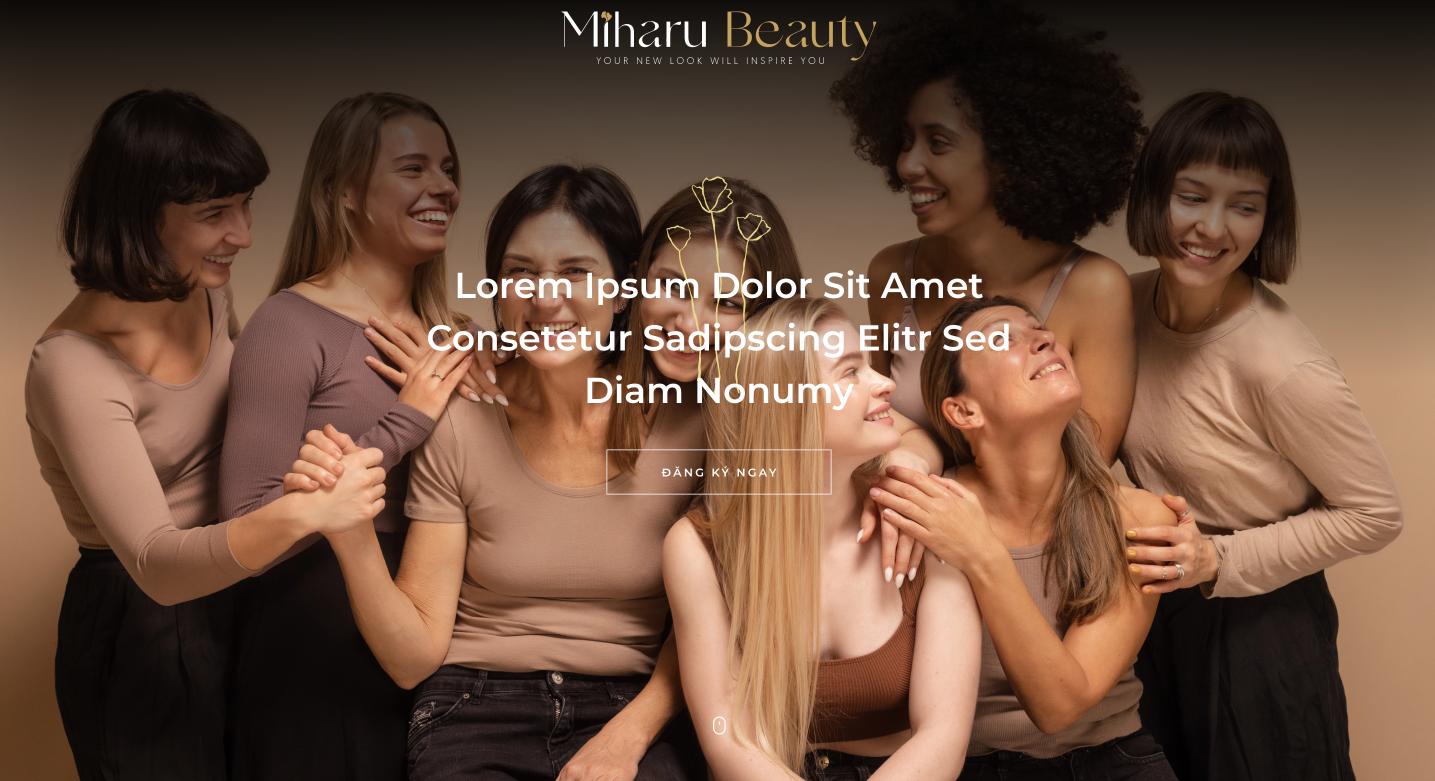 Miharu Beauty
YOUR NEW LOOK WILL INSPIRE YOU
Lorem Ipsum Dolor Sit Amet
Consetetur Sadipscing Elitr Sed
Diam Nonumy
ĐĂNG KÝ NGAY